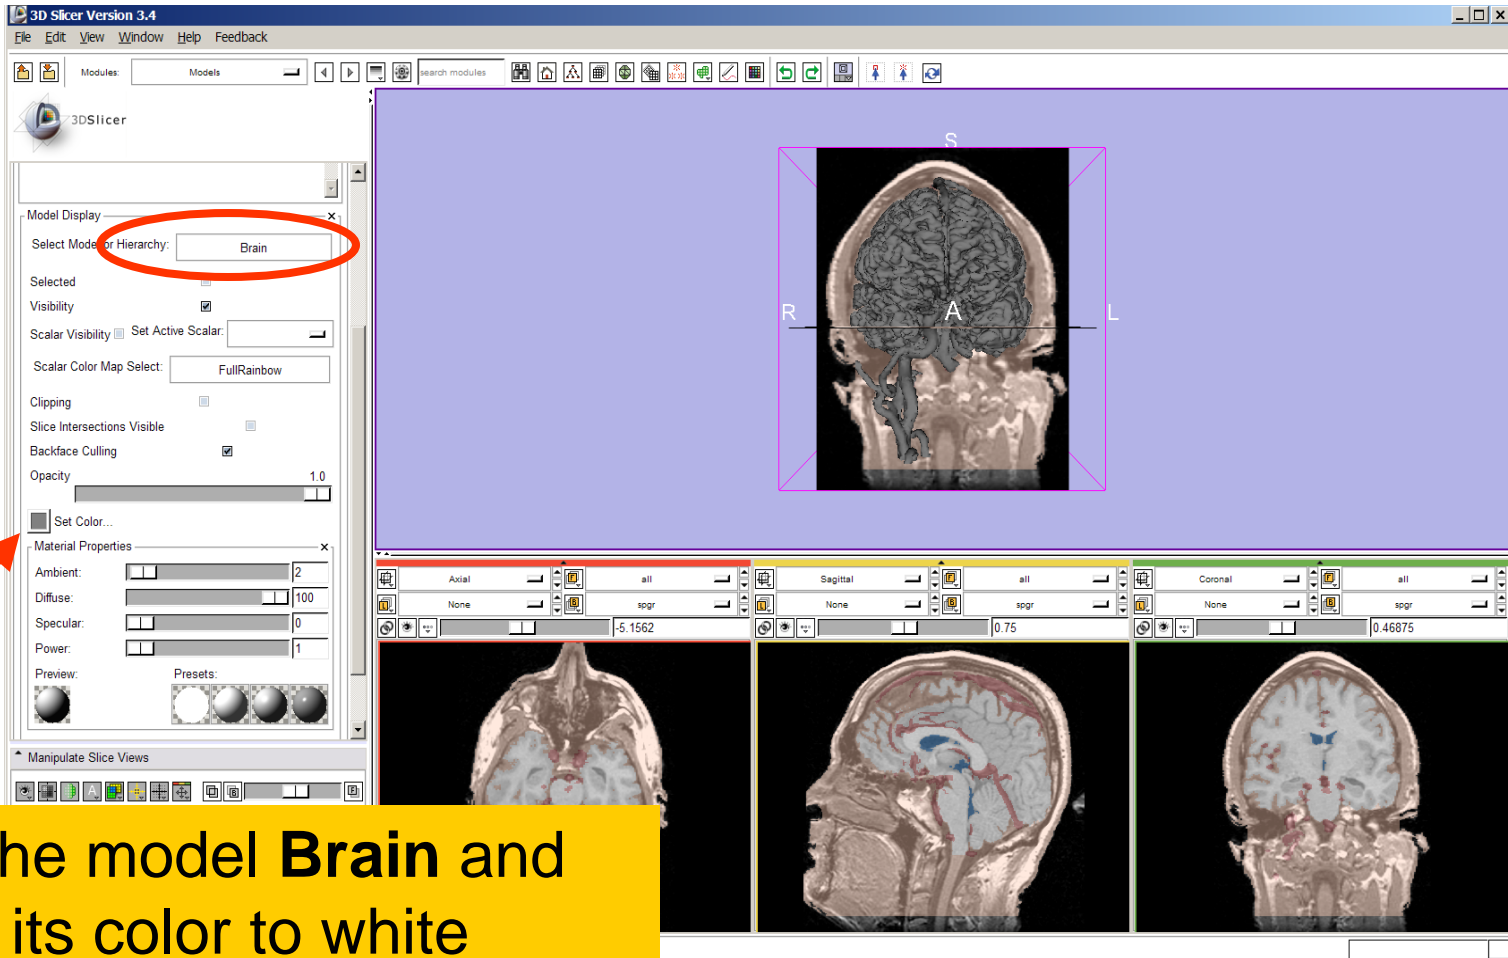 3D Slicer Version 3.4
File Edit View Window Help Feedback
Modules: Models search modules
3DSlicer
Model Display
Select Model or Hierarchy: Brain
Selected
Visibility
Scalar Visibility Set Active Scalar:
Scalar Color Map Select: FullRainbow
Clipping
Slice Intersections Visible
Backface Culling
Opacity 1.0
Set Color...
Material Properties
Ambient: 2
Diffuse: 100
Specular: 0
Power: 1
Preview: Presets:
Manipulate Slice Views
S
R A L
Axial all
None spgr
-5.1562
Sagittal all
None spgr
0.75
Coronal all
None spgr
0.46875
he model Brain and
its color to white